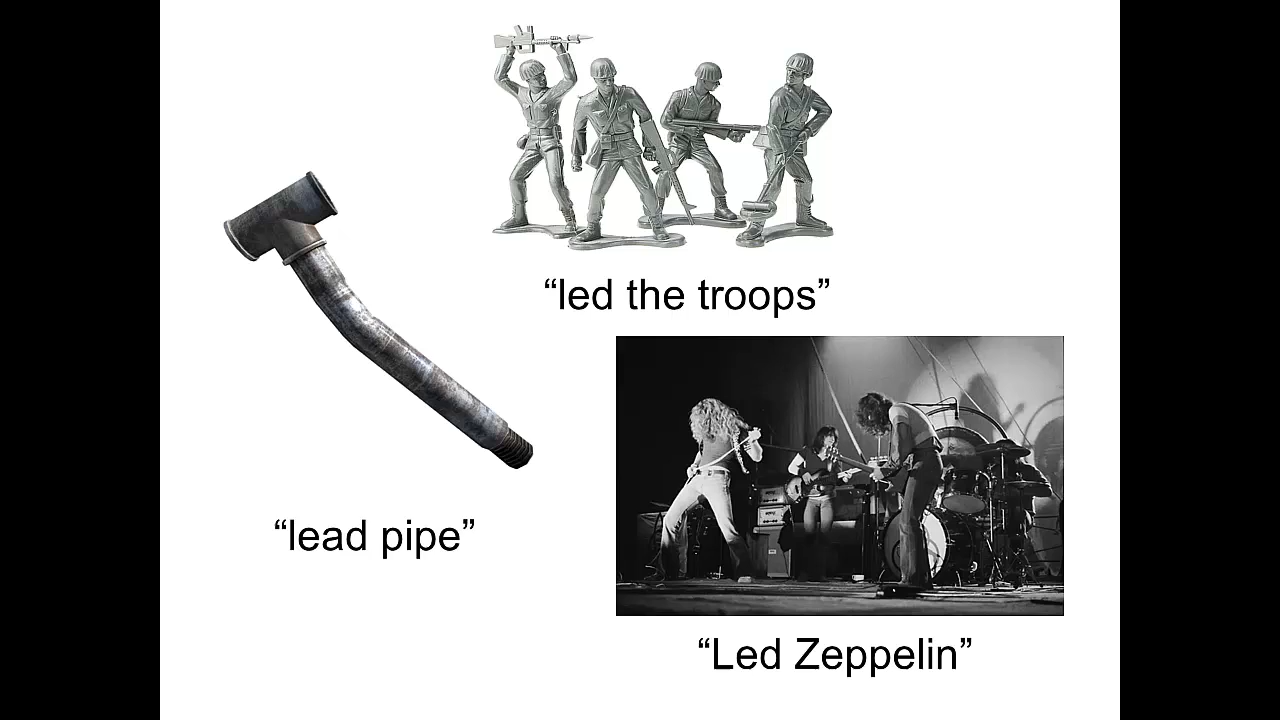 “led the troops”
“lead pipe”
“Led Zeppelin”